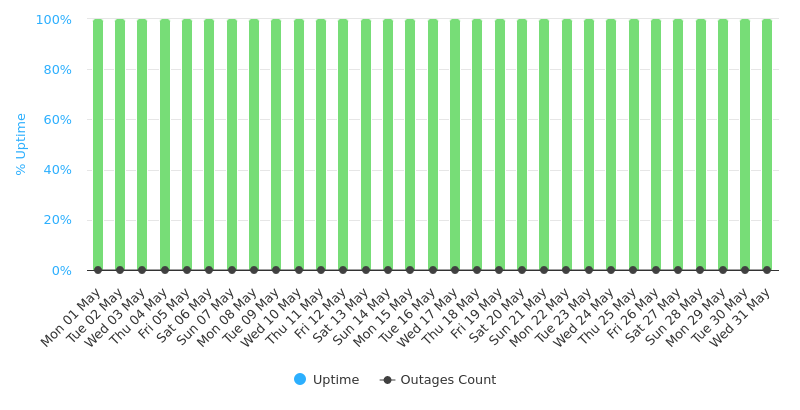 100%
80%
60%
40%
20%
0%
% Uptime
Mon 01 May
Tue 02 May
Wed 03 May
Thu 04 May
Fri 05 May
Sat 06 May
Sun 07 May
Mon 08 May
Tue 09 May
Wed 10 May
Thu 11 May
Fri 12 May
Sat 13 May
Sun 14 May
Mon 15 May
Tue 16 May
Wed 17 May
Thu 18 May
Fri 19 May
Sat 20 May
Sun 21 May
Mon 22 May
Tue 23 May
Wed 24 May
Thu 25 May
Fri 26 May
Sat 27 May
Sun 28 May
Mon 29 May
Tue 30 May
Wed 31 May
Uptime
Outages Count